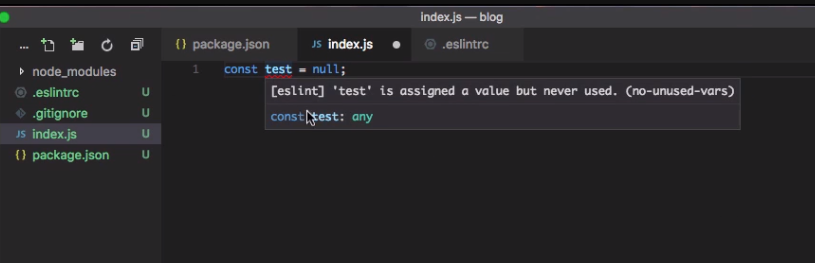 index.js — blog
...
{} package.json
JS index.js
.eslintrc
node_modules
.eslintrc U
.gitignore U
JS index.js U
{} package.json U
1 const test = null;
[eslint] 'test' is assigned a value but never used. (no-unused-vars)
const test: any